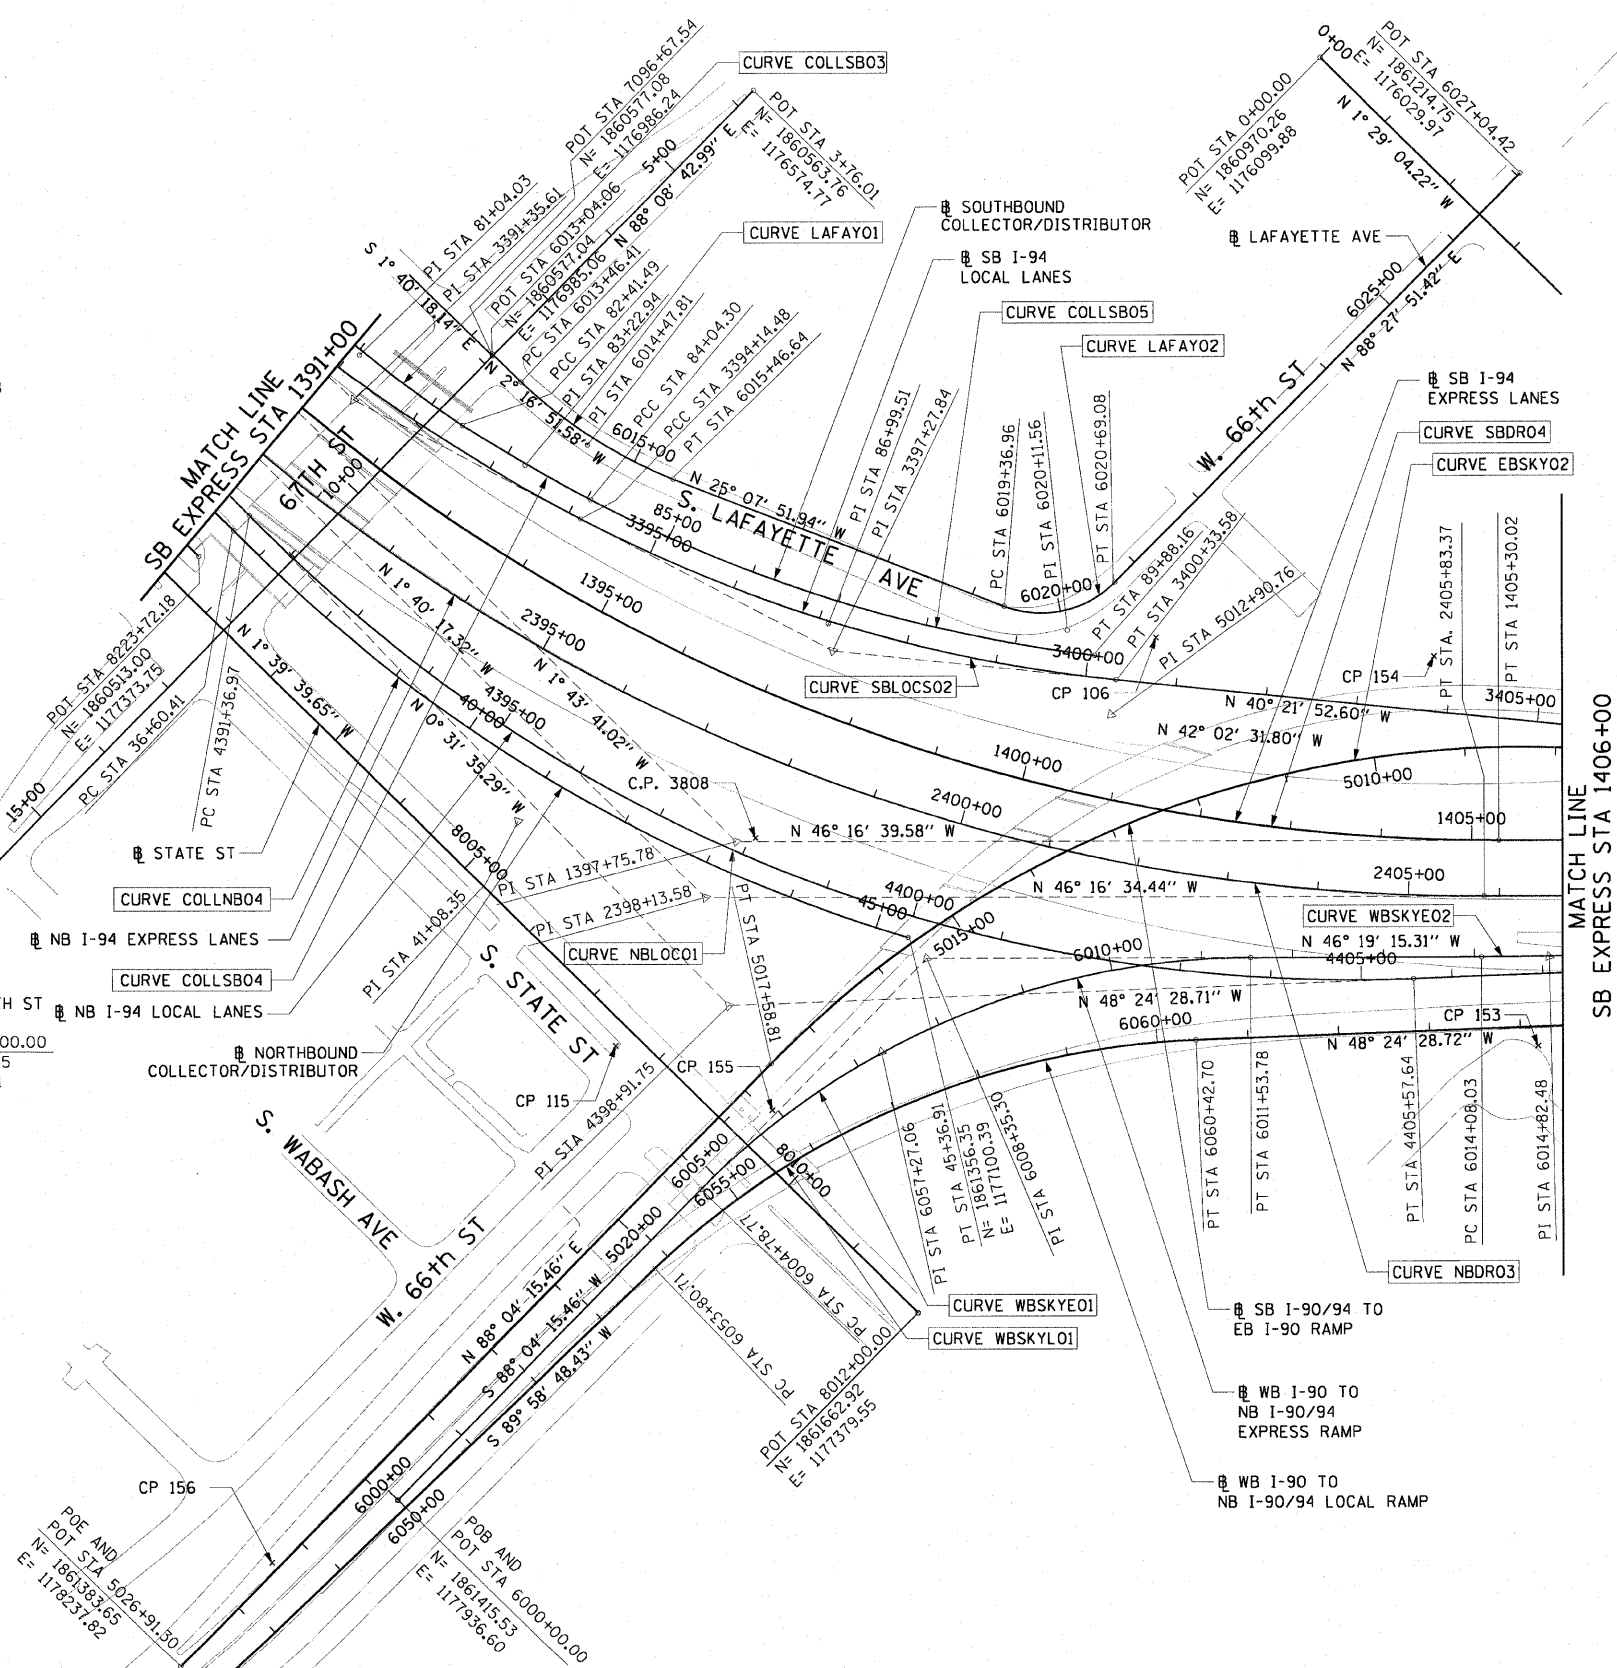 CURVE COLLSB03
POT STA 7096+67.54
N= 1860577.08
E= 1176986.24
POT STA 3+76.01
N= 1860563.76
E= 1176574.77
5+00
N 88° 08' 42.99" E
PI STA 81+04.03
PI STA 3391+35.61
S 1° 40' 18.14" E
POT STA 6013+04.06
N= 1860577.04
E= 1176985.06
PC STA 6013+46.41
PCC STA 82+41.49
PI STA 83+22.94
PI STA 6014+47.81
PCC STA 84+04.30
PCC STA 3394+14.48
PT STA 6015+46.64
N 2° 16' 51.58" W
CURVE LAFAY01
0+00
POT STA 6027+04.42
N= 1861214.75
E= 1176029.97
POT STA 0+00.00
N= 1860970.26
E= 1176099.88
N 1° 29' 04.22" W
℄ SOUTHBOUND
COLLECTOR/DISTRIBUTOR
℄ SB I-94
LOCAL LANES
CURVE COLLSB05
CURVE LAFAY02
℄ LAFAYETTE AVE
6025+00
N 88° 27' 51.42" E
W. 66th ST
℄ SB I-94
EXPRESS LANES
CURVE SBDR04
CURVE EBSKY02
MATCH LINE
SB EXPRESS STA 1391+00
67TH ST
10+00
6015+00
N 25° 07' 51.94" W
S. LAFAYETTE AVE
85+00
3395+00
PI STA 86+99.51
PI STA 3397+27.84
PC STA 6019+36.96
PI STA 6020+11.56
PT STA 6020+69.08
6020+00
PT STA 89+88.16
PT STA 3400+33.58
PI STA 5012+90.76
3400+00
CP 106
CURVE SBLOCS02
CP 154
PT STA. 2405+83.37
PT STA 1405+30.02
3405+00
N 40° 21' 52.60" W
N 42° 02' 31.80" W
5010+00
1395+00
2395+00
N 1° 40' 17.32" W
N 1° 43' 41.02" W
4395+00
40+00
N 0° 31' 35.29" W
N 1° 39' 39.65" W
1400+00
2400+00
1405+00
2405+00
C.P. 3808
N 46° 16' 39.58" W
N 46° 16' 34.44" W
MATCH LINE
SB EXPRESS STA 1406+00
POT STA 8223+72.18
N= 1860513.00
E= 1177373.75
PC STA 36+60.41
PC STA 4391+36.97
15+00
℄ STATE ST
CURVE COLLNB04
℄ NB I-94 EXPRESS LANES
CURVE COLLSB04
℄ NB I-94 LOCAL LANES
TH ST
00.00
5
℄ NORTHBOUND
COLLECTOR/DISTRIBUTOR
8005+00
PI STA 1397+75.78
PI STA 2398+13.58
PI STA 41+08.35
CURVE NBLOC01
PT STA 5017+58.81
4400+00
45+00
5015+00
6010+00
CURVE WBSKYE02
N 46° 19' 15.31" W
4405+00
N 48° 24' 28.71" W
6060+00
CP 153
N 48° 24' 28.72" W
S. STATE ST
CP 115
CP 155
PI STA 4398+91.75
S. WABASH AVE
W. 66th ST
6005+00
6055+00
8010+00
5020+00
PC STA 6004+78.77
PC STA 6053+80.71
PI STA 6057+27.06
PT STA 45+36.91
N= 1861356.35
E= 1177100.39
PI STA 6008+35.30
PT STA 6060+42.70
PT STA 6011+53.78
PT STA 4405+57.64
PC STA 6014+08.03
PI STA 6014+82.48
CURVE NBDR03
CURVE WBSKYE01
CURVE WBSKYL01
℄ SB I-90/94 TO
EB I-90 RAMP
℄ WB I-90 TO
NB I-90/94
EXPRESS RAMP
℄ WB I-90 TO
NB I-90/94 LOCAL RAMP
POT STA 8012+00.00
N= 1861662.92
E= 1177379.55
N 88° 04' 15.46" E
S 88° 04' 15.46" W
S 89° 58' 48.43" W
CP 156
6000+00
6050+00
POE AND
POT STA 5026+91.30
N= 1861383.65
E= 1178237.82
POB AND
POT STA 6000+00.00
N= 1861415.53
E= 1177936.60